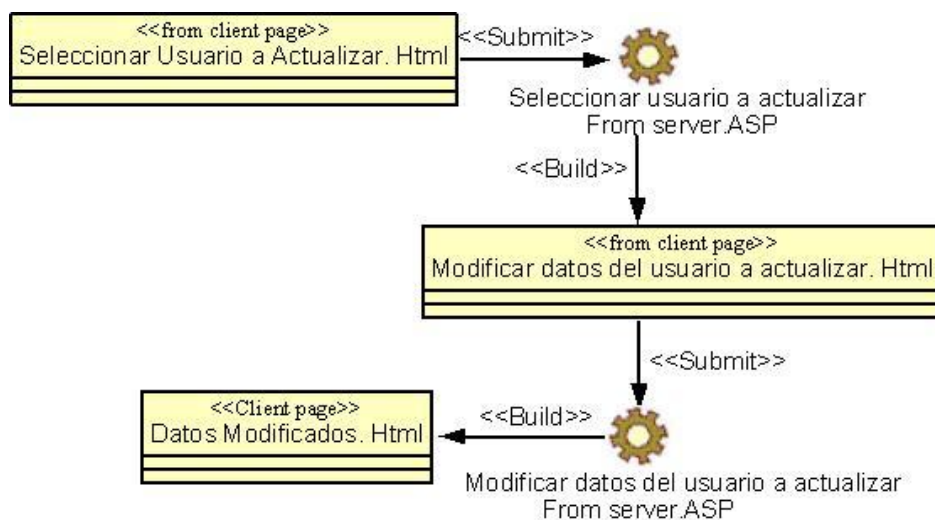 <<from client page>>
Seleccionar Usuario a Actualizar. Html
<<Submit>>
Seleccionar usuario a actualizar
From server.ASP
<<Build>>
<<from client page>>
Modificar datos del usuario a actualizar. Html
<<Submit>>
<<Client page>>
Datos Modificados. Html
<<Build>>
Modificar datos del usuario a actualizar
From server.ASP